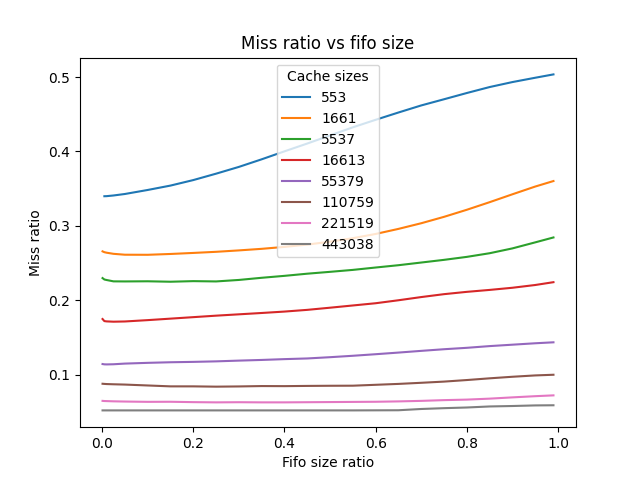 Miss ratio vs fifo size
Cache sizes
553
1661
5537
16613
55379
110759
221519
443038
Miss ratio
0.5
0.4
0.3
0.2
0.1
0.0 0.2 0.4 0.6 0.8 1.0
Fifo size ratio